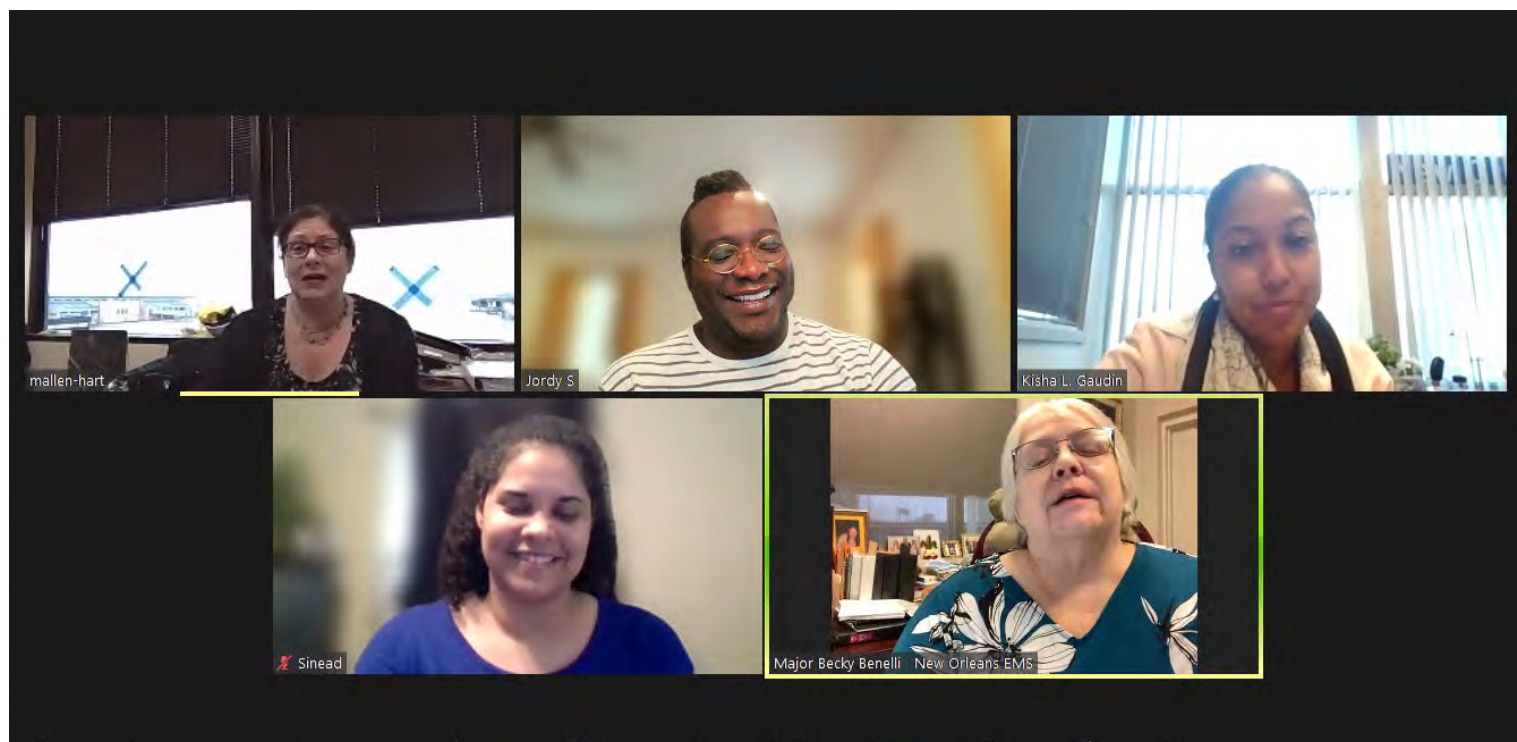 mallen-hart
Jordy S
Kisha L. Gaudin
Sinead
Major Becky Benelli New Orleans EMS